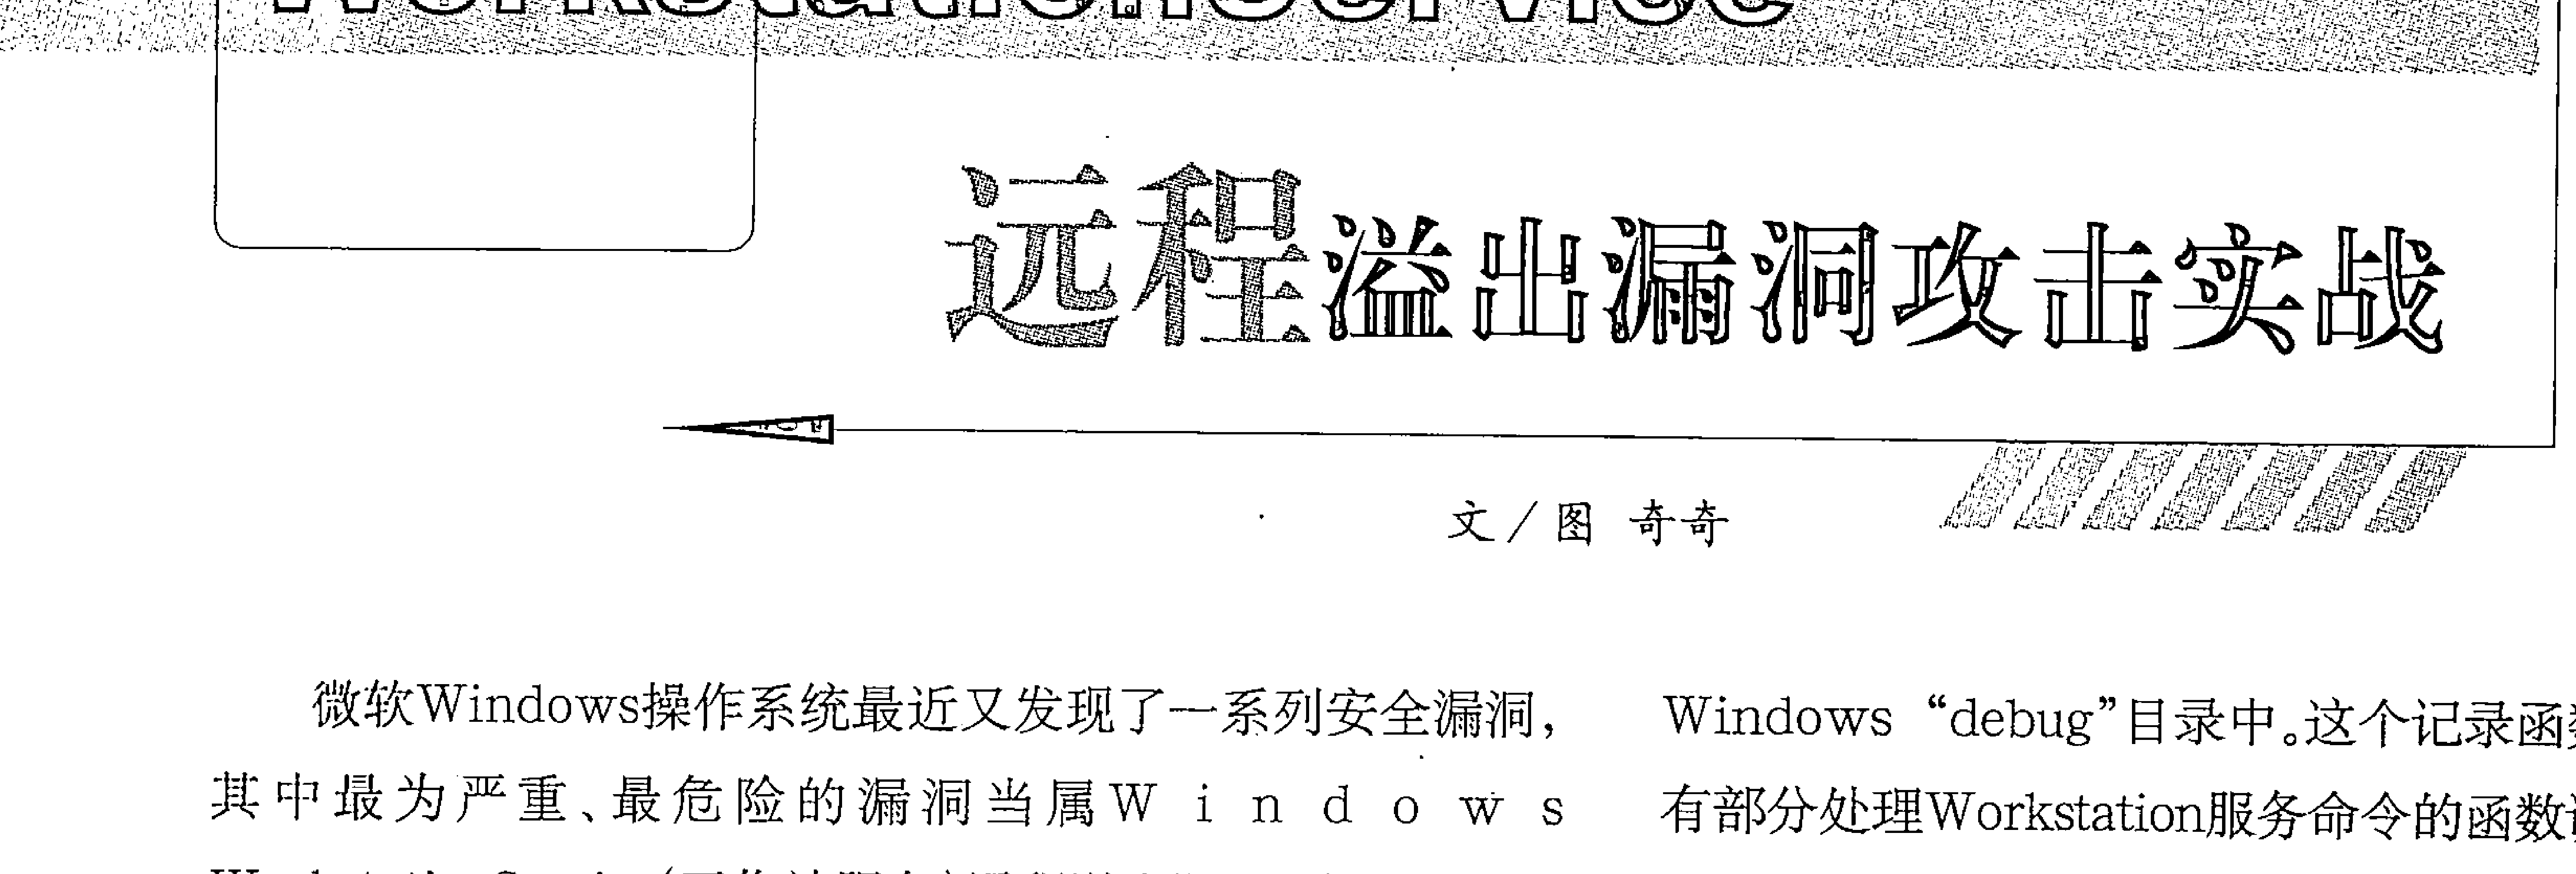 WorkstationService
远程溢出漏洞攻击实战
文/图 奇奇
微软Windows操作系统最近又发现了一系列安全漏洞，
其中最为严重、最危险的漏洞当属Windows
Windows “debug”目录中。这个记录函数
有部分处理Workstation服务命令的函数